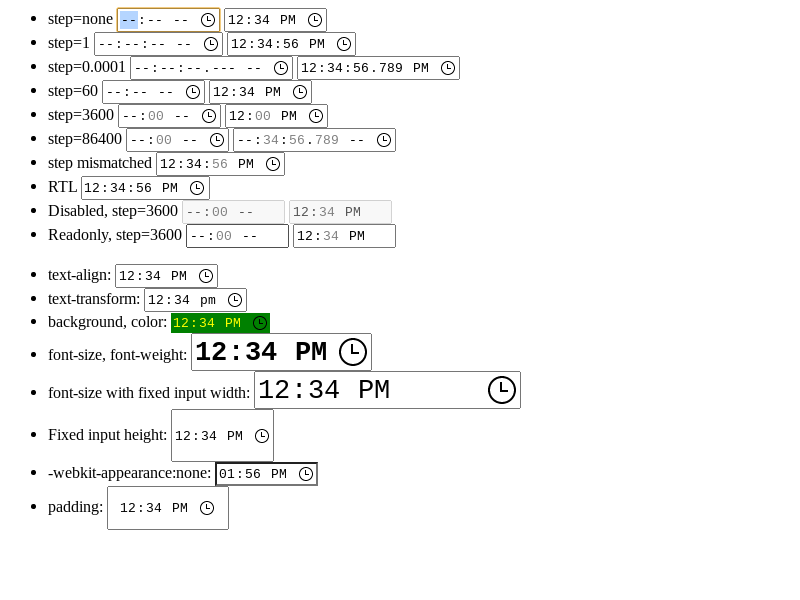 step=none --:-- -- 12:34 PM
step=1 --:--:-- -- 12:34:56 PM
step=0.0001 --:--:--.--- -- 12:34:56.789 PM
step=60 --:-- -- 12:34 PM
step=3600 --:00 -- 12:00 PM
step=86400 --:00 -- --:34:56.789 --
step mismatched 12:34:56 PM
RTL 12:34:56 PM
Disabled, step=3600 --:00 -- 12:34 PM
Readonly, step=3600 --:00 -- 12:34 PM
text-align: 12:34 PM
text-transform: 12:34 pm
background, color: 12:34 PM
font-size, font-weight: 12:34 PM
font-size with fixed input width: 12:34 PM
Fixed input height: 12:34 PM
-webkit-appearance:none: 01:56 PM
padding: 12:34 PM